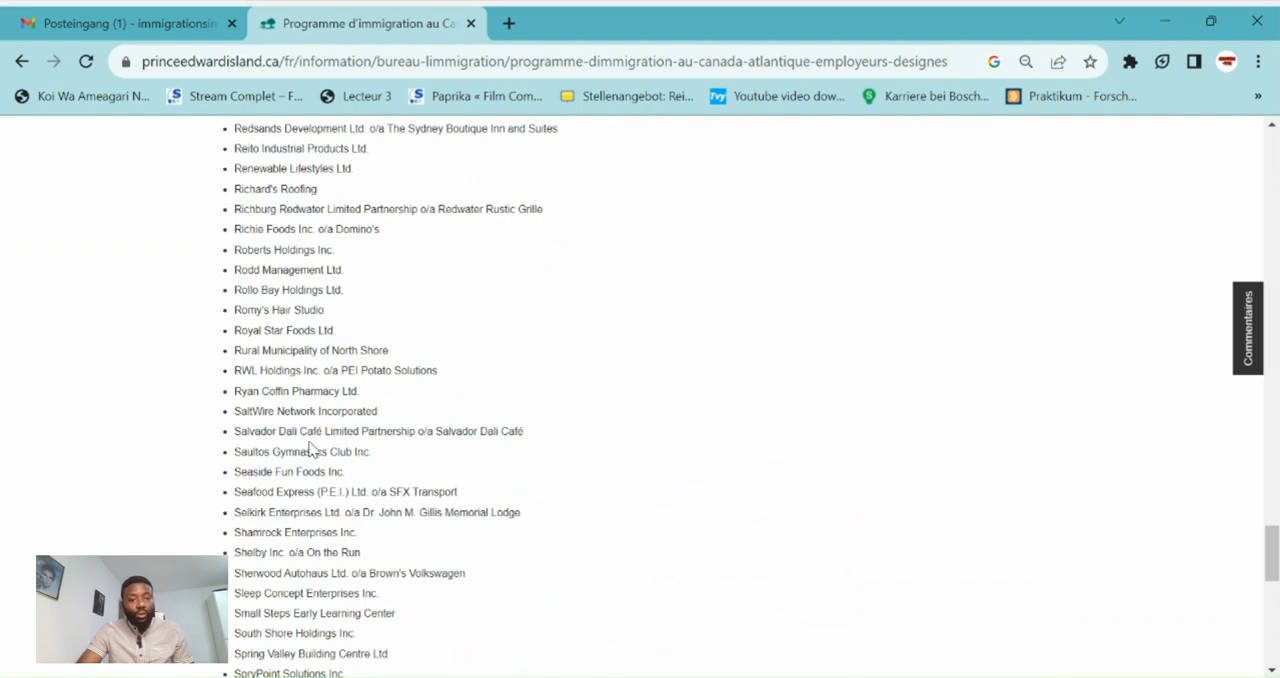 Posteingang (1) - immigrationsin
Programme d'immigration au Ca
princeedwardisland.ca/fr/information/bureau-limmigration/programme-dimmigration-au-canada-atlantique-employeurs-designes
Koi Wa Ameagari N...
Stream Complet – F...
Lecteur 3
Paprika « Film Com...
Stellenangebot: Rei...
Youtube video dow...
Karriere bei Bosch...
Praktikum - Forsch...
»
Redsands Development Ltd. o/a The Sydney Boutique Inn and Suites
Reito Industrial Products Ltd.
Renewable Lifestyles Ltd.
Richard's Roofing
Richburg Redwater Limited Partnership o/a Redwater Rustic Grille
Richie Foods Inc. o/a Domino's
Roberts Holdings Inc.
Rodd Management Ltd.
Rollo Bay Holdings Ltd.
Romy's Hair Studio
Royal Star Foods Ltd.
Rural Municipality of North Shore
RWL Holdings Inc. o/a PEI Potato Solutions
Ryan Coffin Pharmacy Ltd.
SaltWire Network Incorporated
Salvador Dali Café Limited Partnership o/a Salvador Dali Café
Saultos Gymnastics Club Inc.
Seaside Fun Foods Inc.
Seafood Express (P.E.I.) Ltd. o/a SFX Transport
Selkirk Enterprises Ltd. o/a Dr. John M. Gillis Memorial Lodge
Shamrock Enterprises Inc.
Shelby Inc. o/a On the Run
Sherwood Autohaus Ltd. o/a Brown's Volkswagen
Sleep Concept Enterprises Inc.
Small Steps Early Learning Center
South Shore Holdings Inc.
Spring Valley Building Centre Ltd.
SpryPoint Solutions Inc.
Commentaires